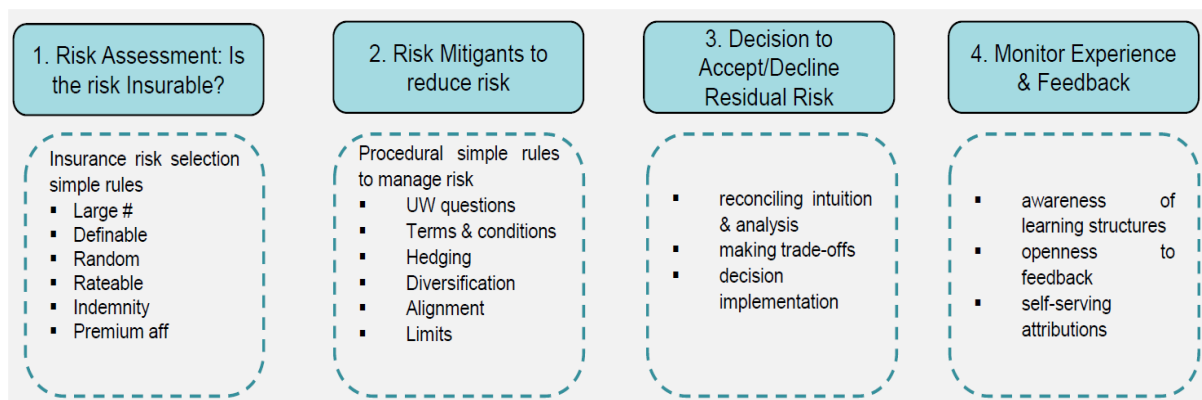 1. Risk Assessment: Is
the risk Insurable?
Insurance risk selection
simple rules
▪ Large #
▪ Definable
▪ Random
▪ Rateable
▪ Indemnity
▪ Premium aff
2. Risk Mitigants to
reduce risk
Procedural simple rules
to manage risk
▪ UW questions
▪ Terms & conditions
▪ Hedging
▪ Diversification
▪ Alignment
▪ Limits
3. Decision to
Accept/Decline
Residual Risk
▪ reconciling intuition
& analysis
▪ making trade-offs
▪ decision
implementation
4. Monitor Experience
& Feedback
▪ awareness of
learning structures
▪ openness to
feedback
▪ self-serving
attributions